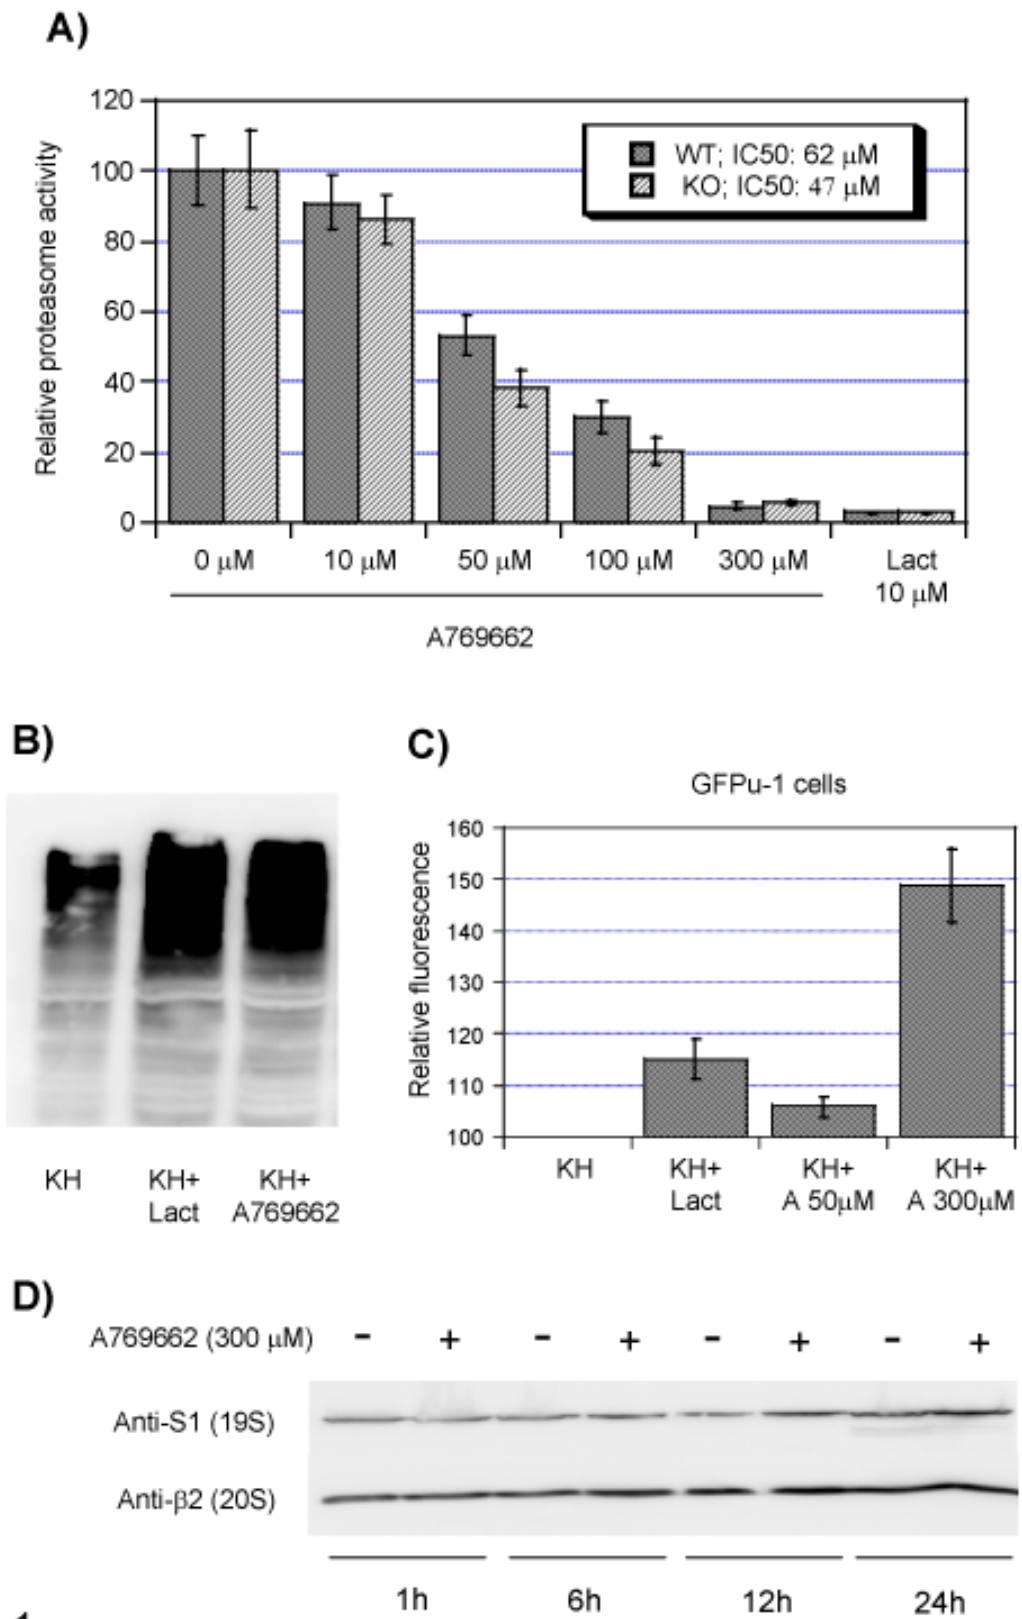 A)
120
100
80
60
40
20
0
Relative proteasome activity
WT; IC50: 62 μM
KO; IC50: 47 μM
0 μM 10 μM 50 μM 100 μM 300 μM Lact
10 μM
A769662
B)
KH KH+ KH+
Lact A769662
C)
GFPu-1 cells
160
150
140
130
120
110
100
Relative fluorescence
KH KH+ KH+ KH+
Lact A 50μM A 300μM
D)
A769662 (300 μM) - + - + - + - +
Anti-S1 (19S)
Anti-β2 (20S)
1h 6h 12h 24h